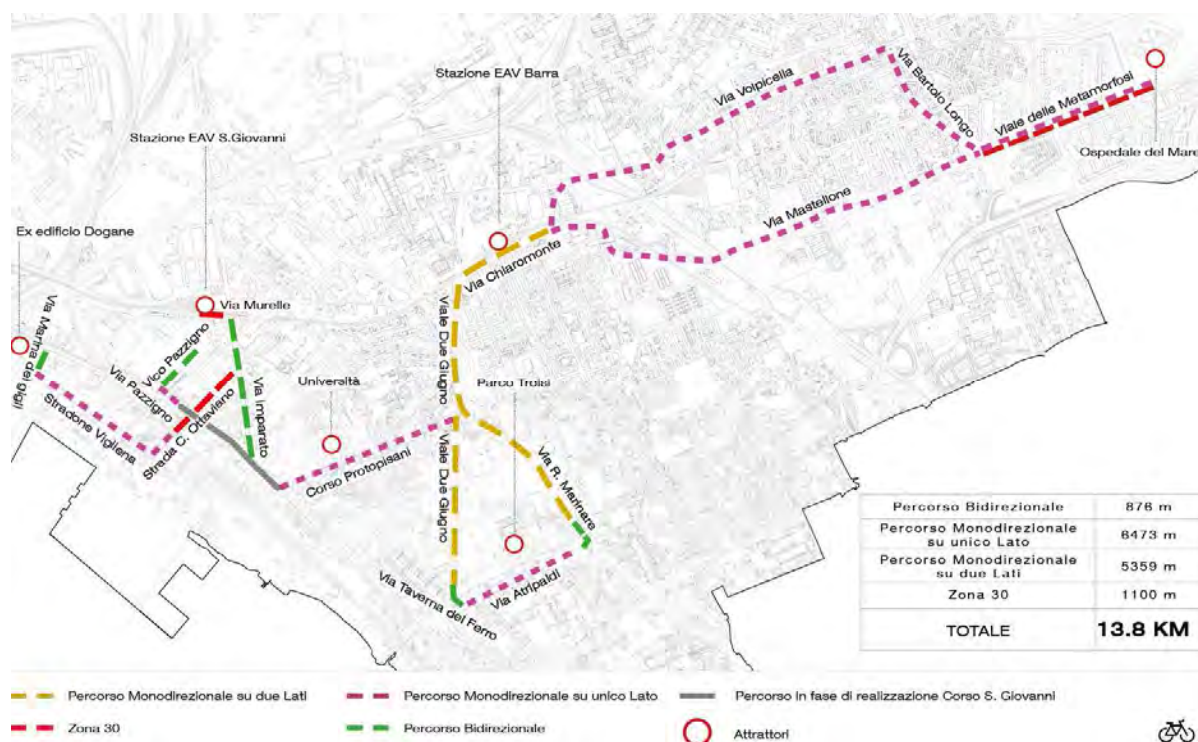 Stazione EAV Barra
Via Volpicella
Via Bartolo Longo
Viale delle Metamorfosi
Ospedale del Mare
Stazione EAV S.Giovanni
Via Mastellone
Ex edificio Dogane
Via Chiaromonte
Via Murelle
Via Marina dei gigli
Vico Pazzigno
Via Pazzigno
Viale Due Giugno
Università
Parco Troisi
Via Imparato
Stradone Vigliena
Strada C. Ottaviano
Corso Protopisani
Viale Due Giugno
Via R. Marinare
Via Taverna del Ferro
Via Atripaldi
Percorso Bidirezionale 876 m
Percorso Monodirezionale
su unico Lato 6473 m
Percorso Monodirezionale
su due Lati 5359 m
Zona 30 1100 m
TOTALE 13.8 KM
Percorso Monodirezionale su due Lati
Percorso Monodirezionale su unico Lato
Percorso in fase di realizzazione Corso S. Giovanni
Zona 30
Percorso Bidirezionale
Attrattori